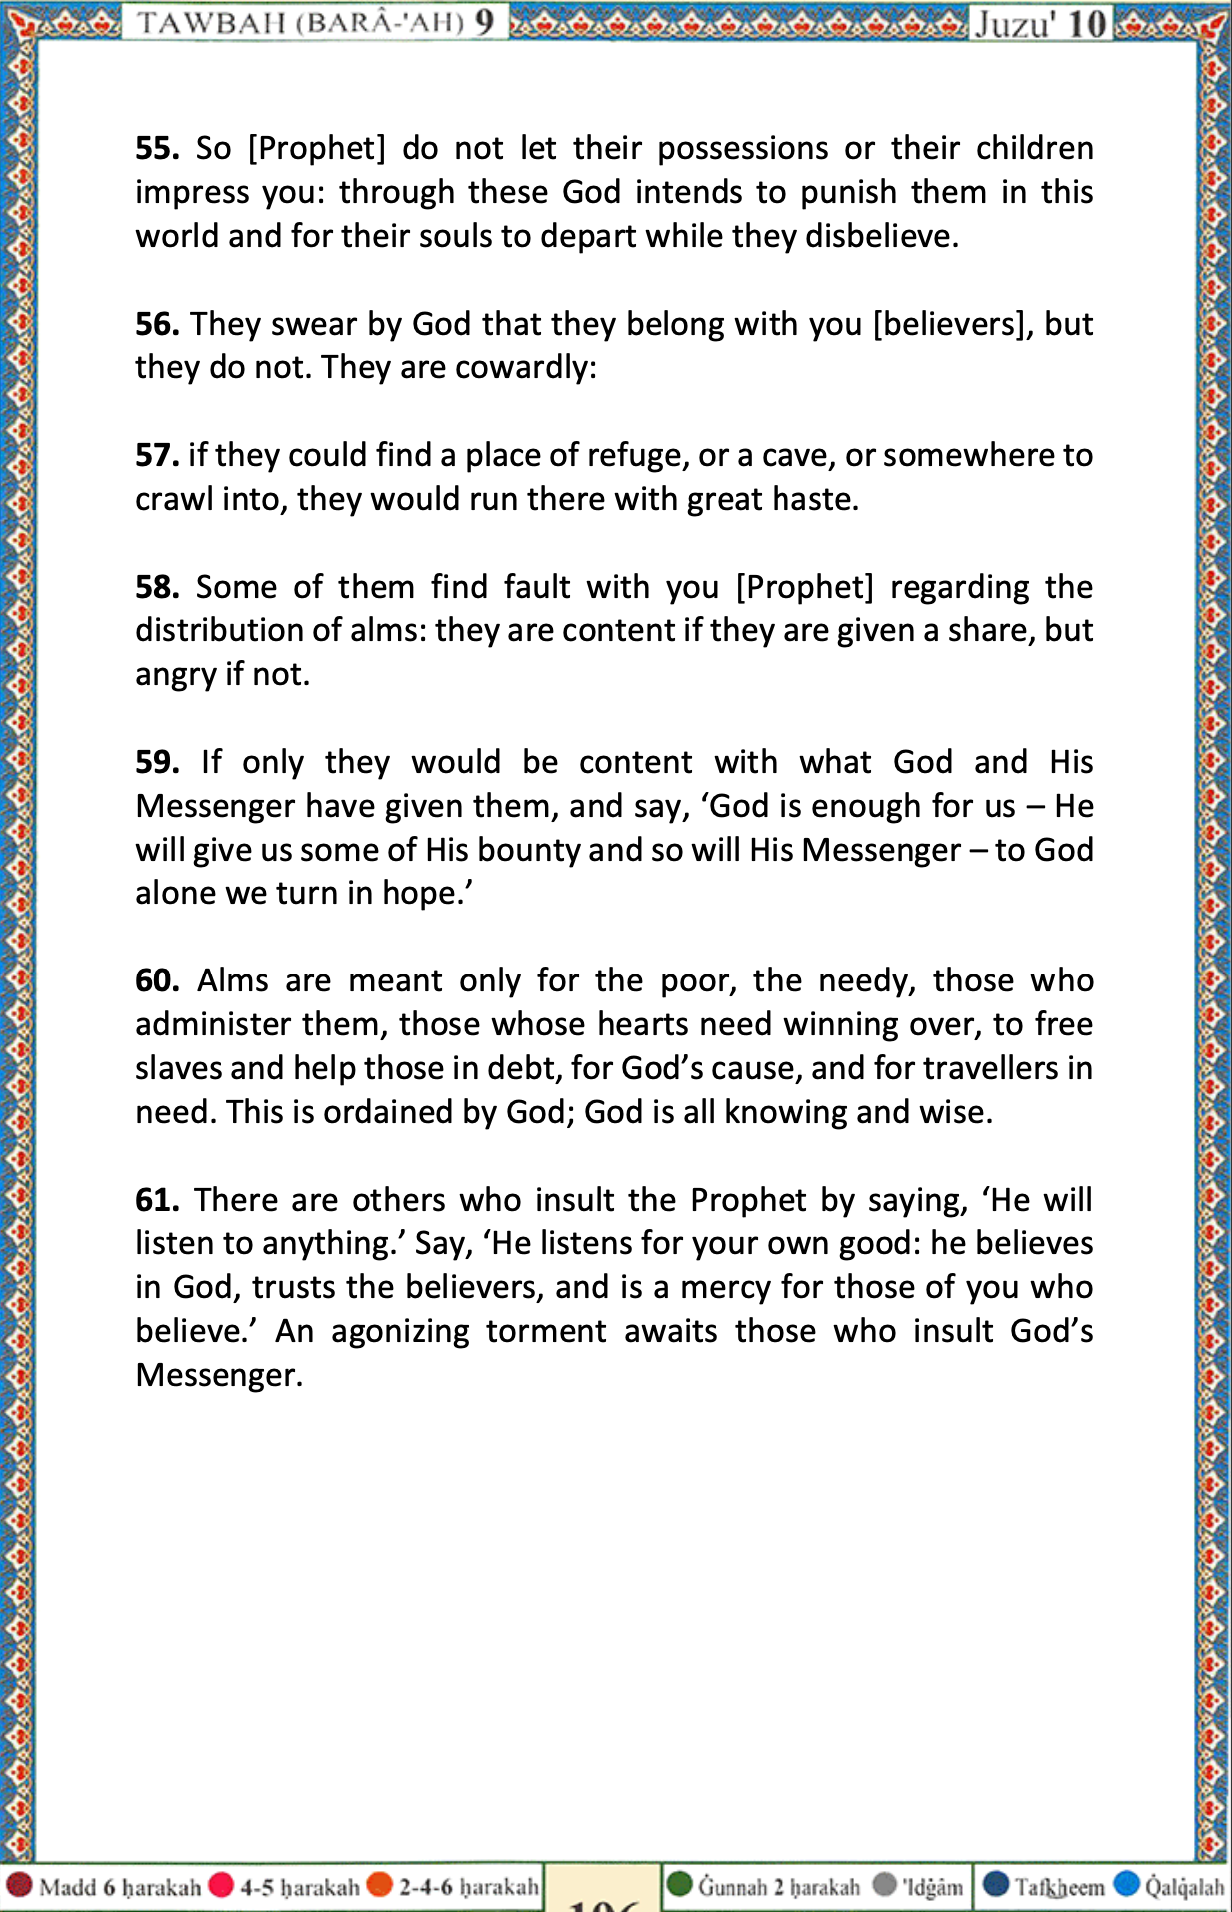 TAWBAH (BARÂ-'AH) 9 Juzu' 10
55. So [Prophet] do not let their possessions or their children
impress you: through these God intends to punish them in this
world and for their souls to depart while they disbelieve.
56. They swear by God that they belong with you [believers], but
they do not. They are cowardly:
57. if they could find a place of refuge, or a cave, or somewhere to
crawl into, they would run there with great haste.
58. Some of them find fault with you [Prophet] regarding the
distribution of alms: they are content if they are given a share, but
angry if not.
59. If only they would be content with what God and His
Messenger have given them, and say, ‘God is enough for us – He
will give us some of His bounty and so will His Messenger – to God
alone we turn in hope.’
60. Alms are meant only for the poor, the needy, those who
administer them, those whose hearts need winning over, to free
slaves and help those in debt, for God’s cause, and for travellers in
need. This is ordained by God; God is all knowing and wise.
61. There are others who insult the Prophet by saying, ‘He will
listen to anything.’ Say, ‘He listens for your own good: he believes
in God, trusts the believers, and is a mercy for those of you who
believe.’ An agonizing torment awaits those who insult God’s
Messenger.
Madd 6 ḥarakah 4-5 ḥarakah 2-4-6 ḥarakah Ġunnah 2 ḥarakah 'Idġâm Tafk͟heem Q̇alq̇alah